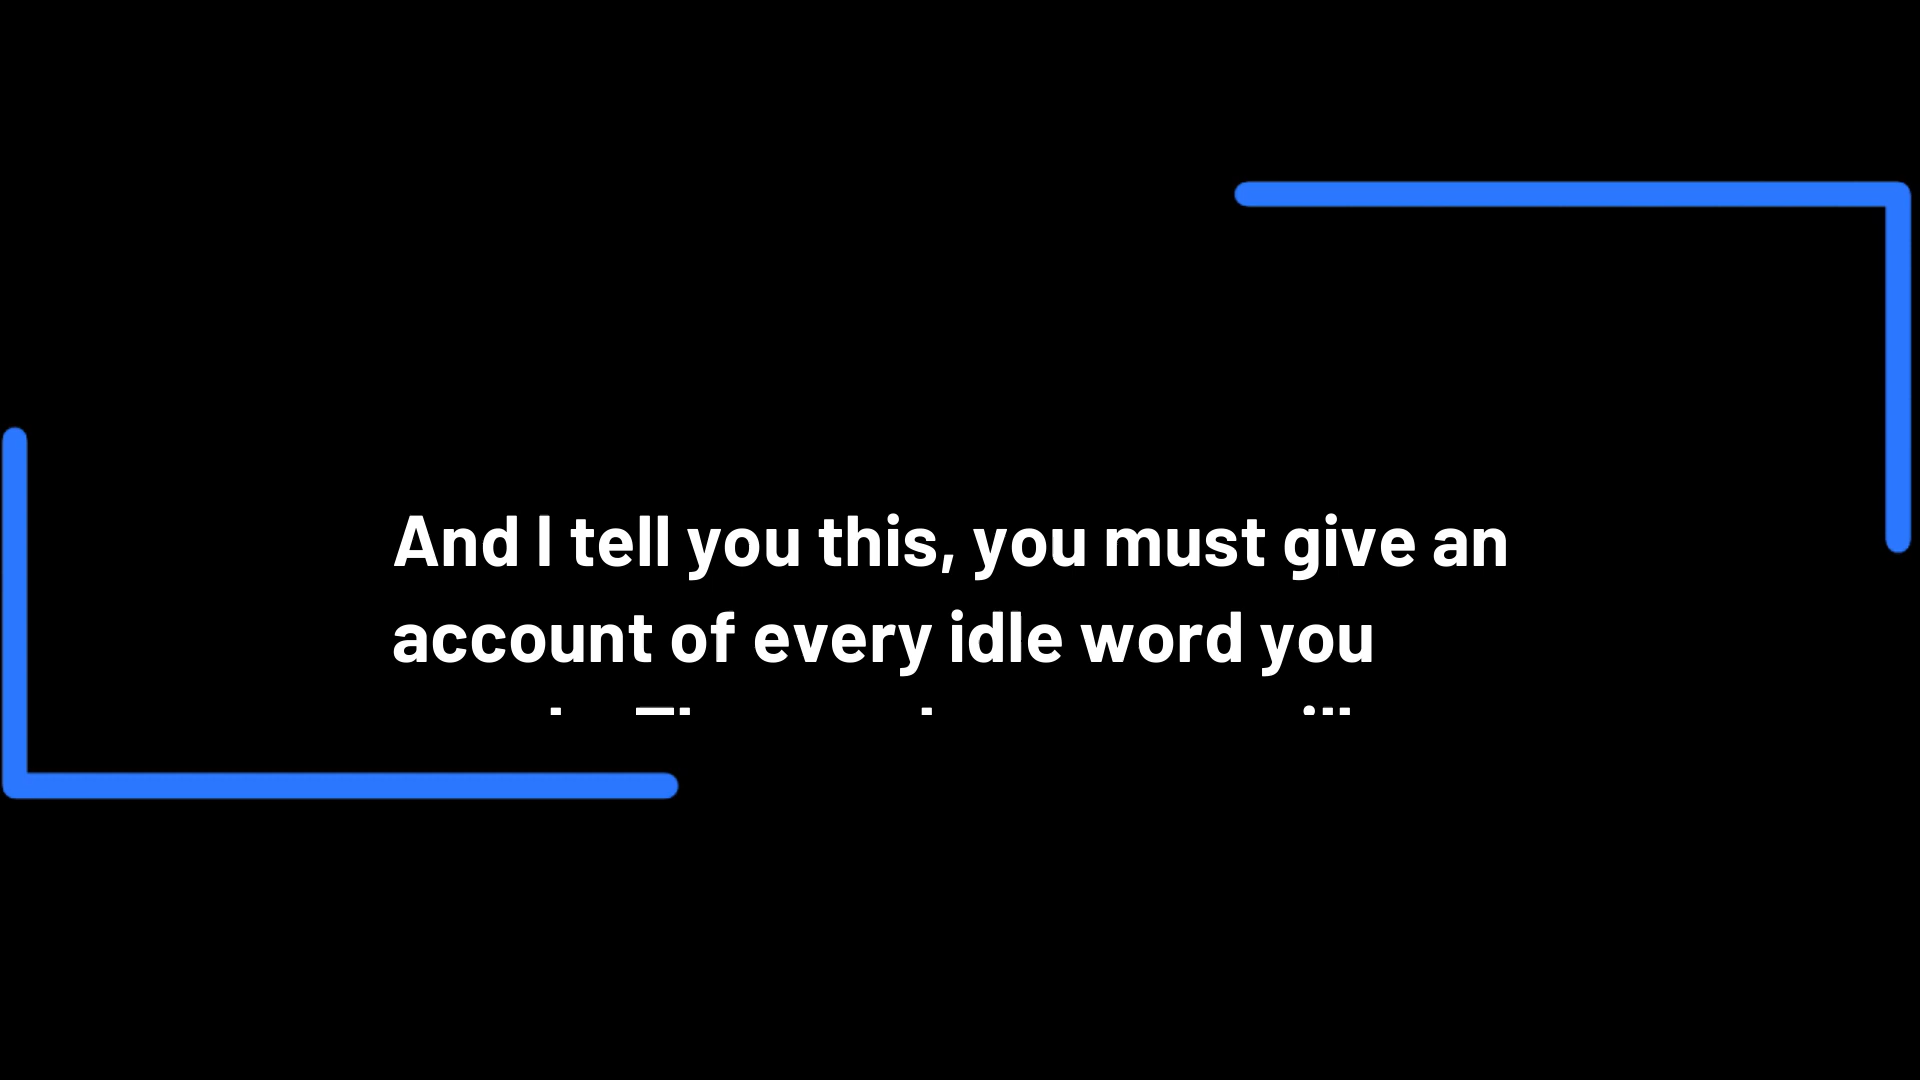 And I tell you this, you must give an
account of every idle word you